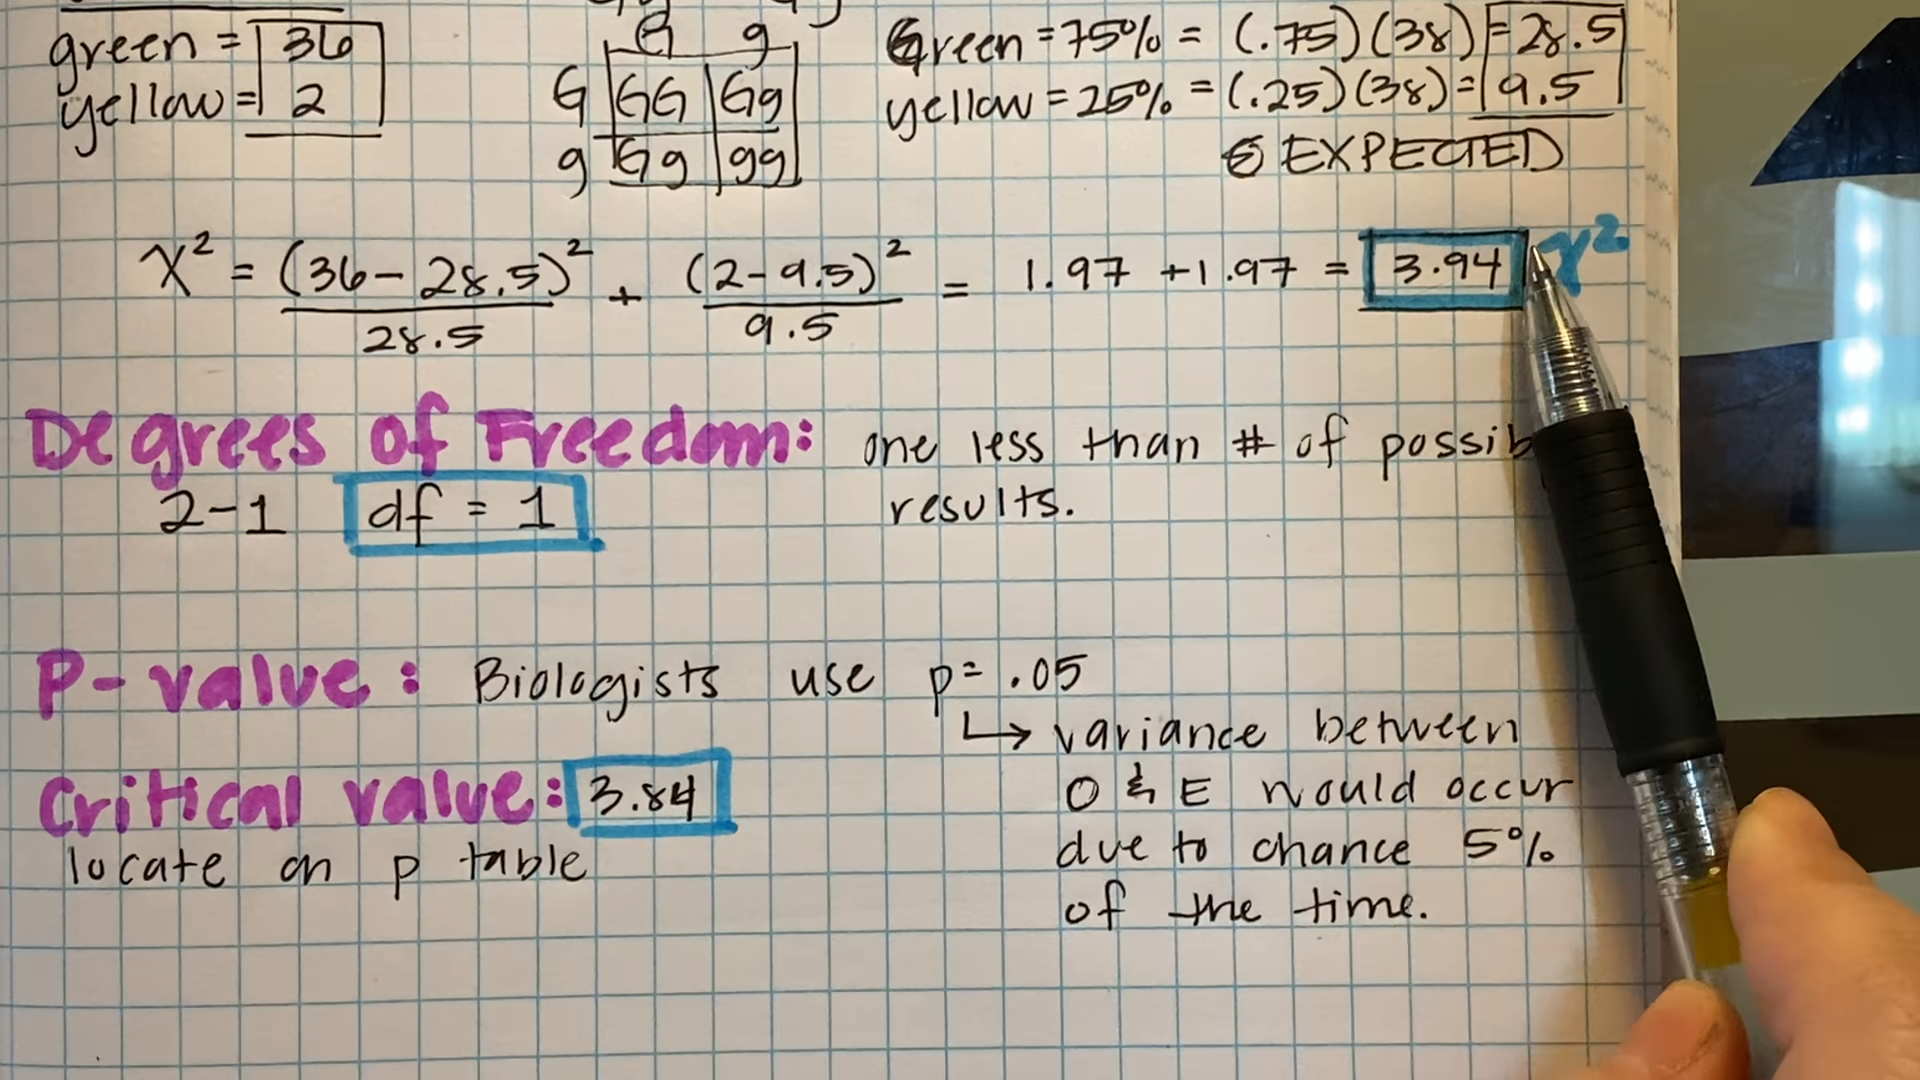 green = 36
yellow = 2
G g
G GG Gg
g Gg gg
Green = 75% = (.75)(38) = 28.5
yellow = 25% = (.25)(38) = 9.5
EXPECTED
χ² = (36 - 28.5)² / 28.5 + (2 - 9.5)² / 9.5 = 1.97 + 1.97 = 3.94 χ²
Degrees of Freedom: one less than # of possib
results.
2-1 df = 1
P-value: Biologists use p= .05
↳ variance between
O & E would occur
due to chance 5%
of the time.
Critical value: 3.84
locate on p table